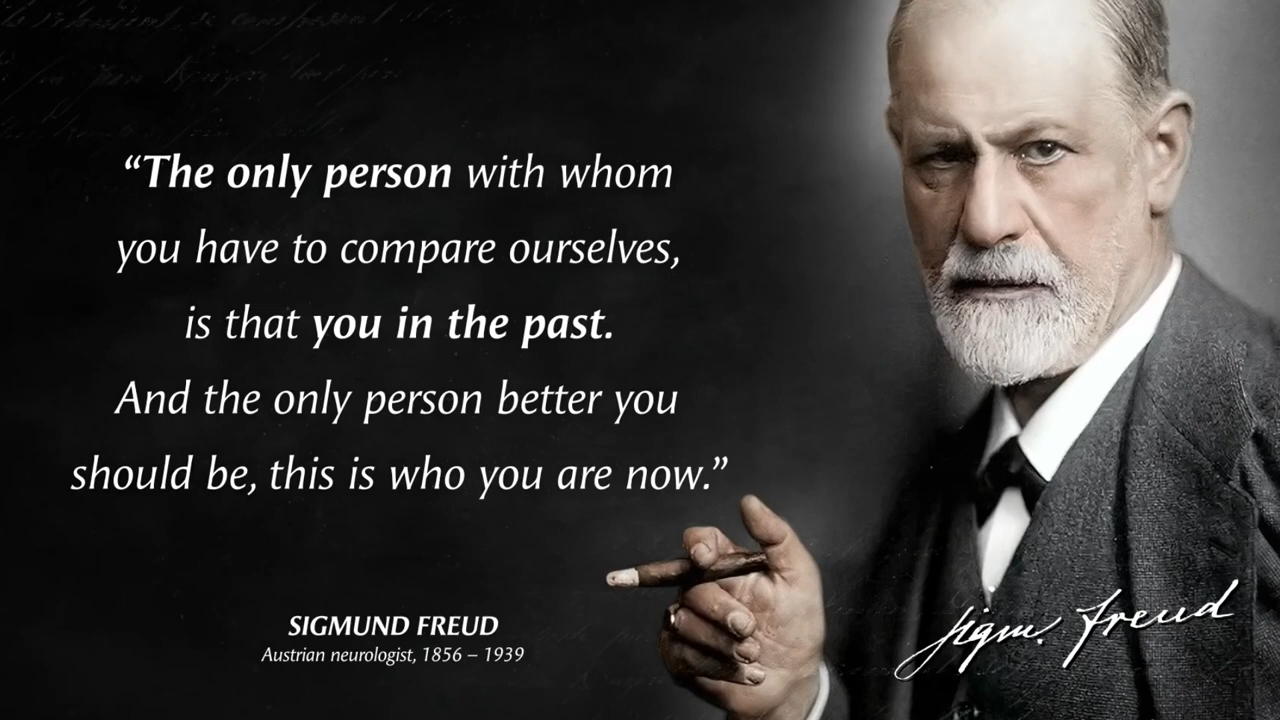 “The only person with whom
you have to compare ourselves,
is that you in the past.
And the only person better you
should be, this is who you are now.”
SIGMUND FREUD
Austrian neurologist, 1856 – 1939
Sigm. Freud